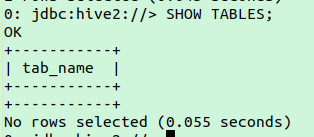 0: jdbc:hive2://> SHOW TABLES;
OK
+-----------+
| tab_name  |
+-----------+
+-----------+
No rows selected (0.055 seconds)